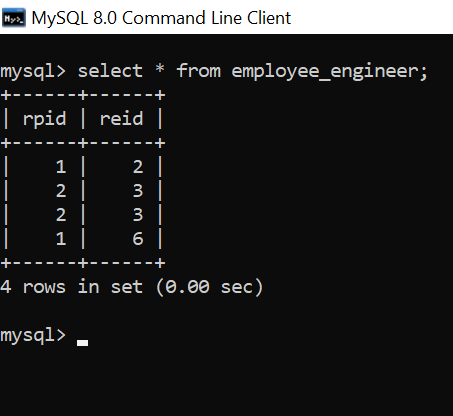 MySQL 8.0 Command Line Client
mysql> select * from employee_engineer;
+------+------+
| rpid | reid |
+------+------+
|    1 |    2 |
|    2 |    3 |
|    2 |    3 |
|    1 |    6 |
+------+------+
4 rows in set (0.00 sec)
mysql>